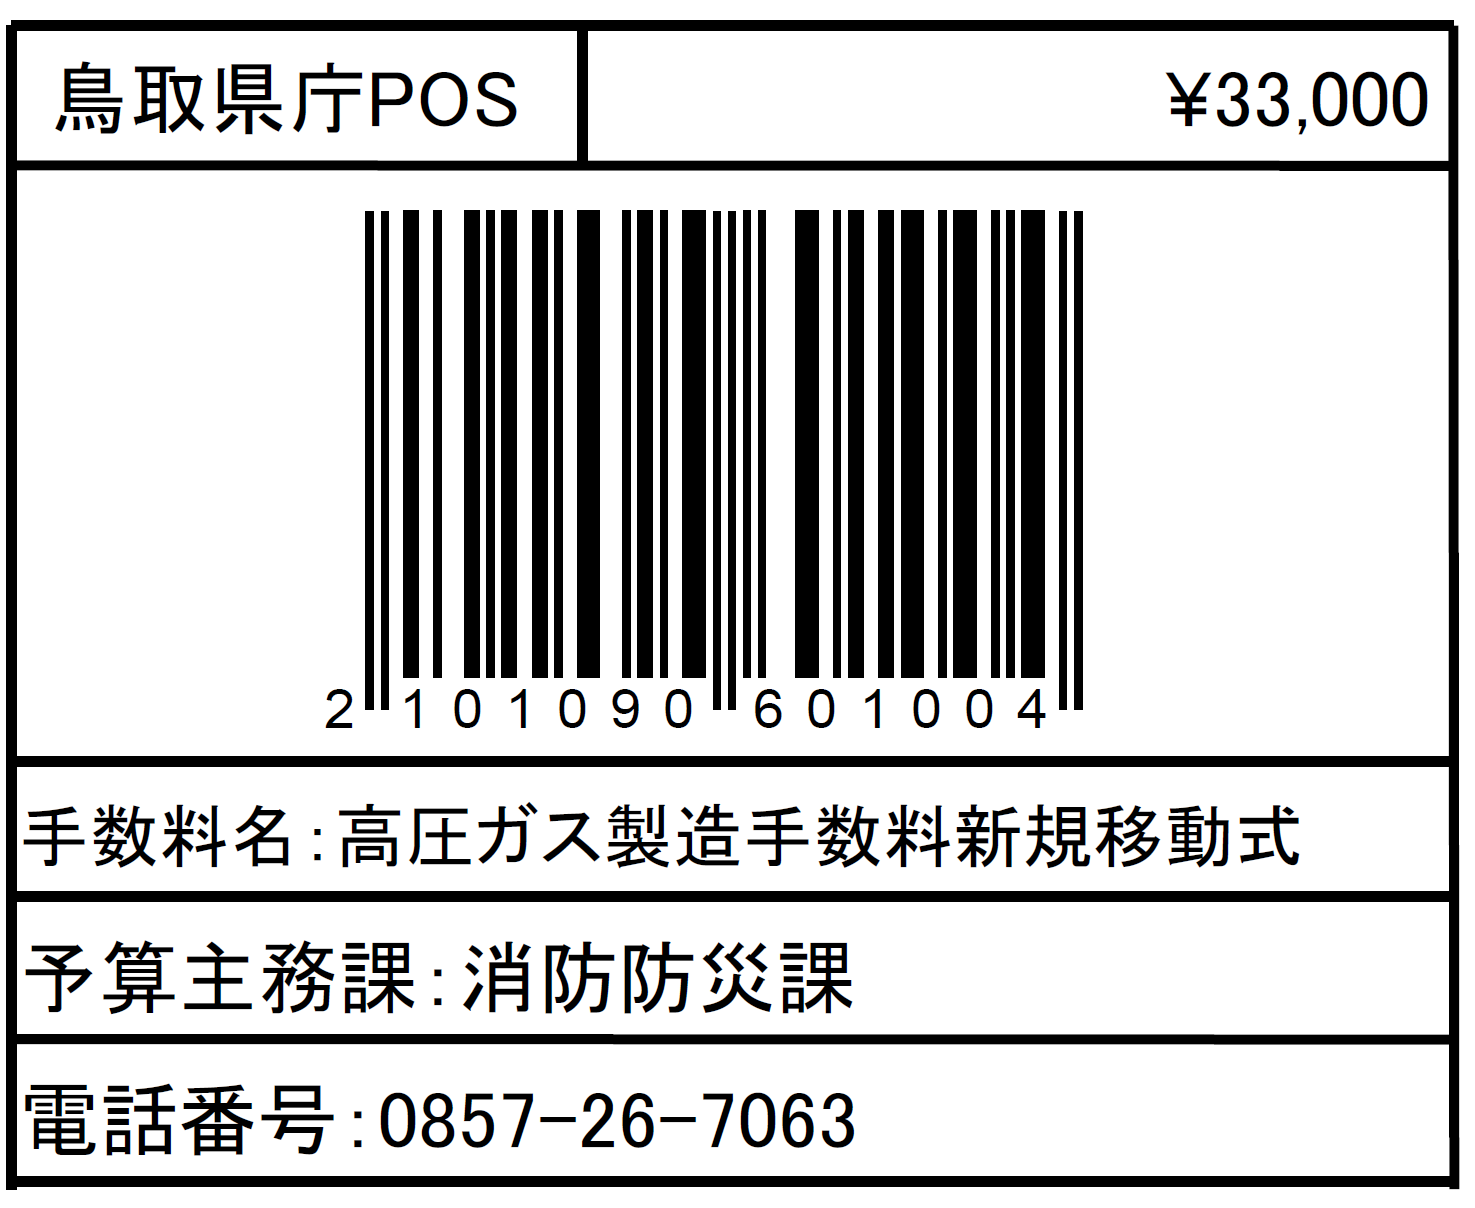 鳥取県庁POS ¥33,000
2 101090 601004
手数料名:高圧ガス製造手数料新規移動式
予算主務課:消防防災課
電話番号:0857-26-7063